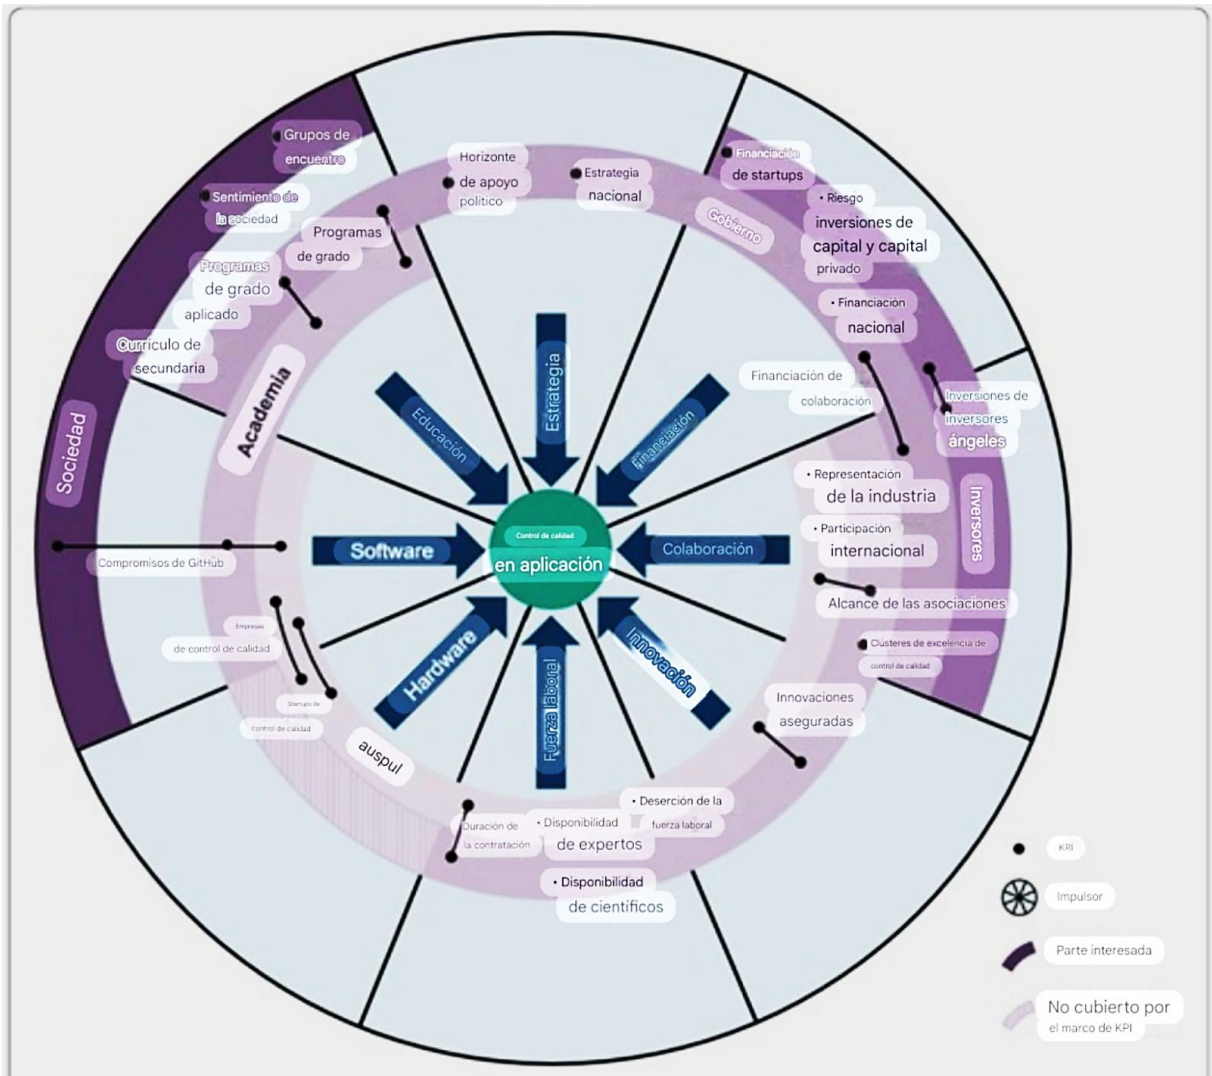 Grupos de
encuentro
Sentimiento de
la sociedad
Programas
de grado
aplicado
Currículo de
secundaria
Programas
de grado
Horizonte
de apoyo
político
Estrategia
nacional
Gobierno
Financiación
de startups
• Riesgo
inversiones de
capital y capital
privado
• Financiación
nacional
Financiación de
colaboración
Inversiones de
inversores
ángeles
Sociedad
Academia
Educación
Estrategia
Financiación
• Representación
de la industria
• Participación
internacional
Inversores
Compromisos de GitHub
Software
Control de calidad
en aplicación
Colaboración
Alcance de las asociaciones
Clústeres de excelencia de
control de calidad
Empresas
de control de calidad
Startups de
control de calidad
Hardware
Fuerza laboral
Innovación
Innovaciones
aseguradas
auspul
Duración de
la contratación
• Disponibilidad
de expertos
• Deserción de la
fuerza laboral
• Disponibilidad
de científicos
KRI
Impulsor
Parte interesada
No cubierto por
el marco de KPI